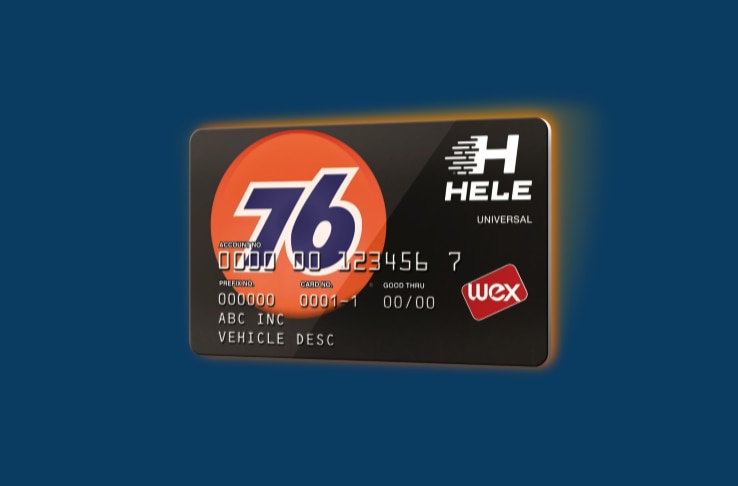 76
H
HELE
UNIVERSAL
ACCOUNT NO.
0000 00 123456 7
PREFIX NO. CARD NO. GOOD THRU
000000 0001-1 00/00
ABC INC
VEHICLE DESC
wex